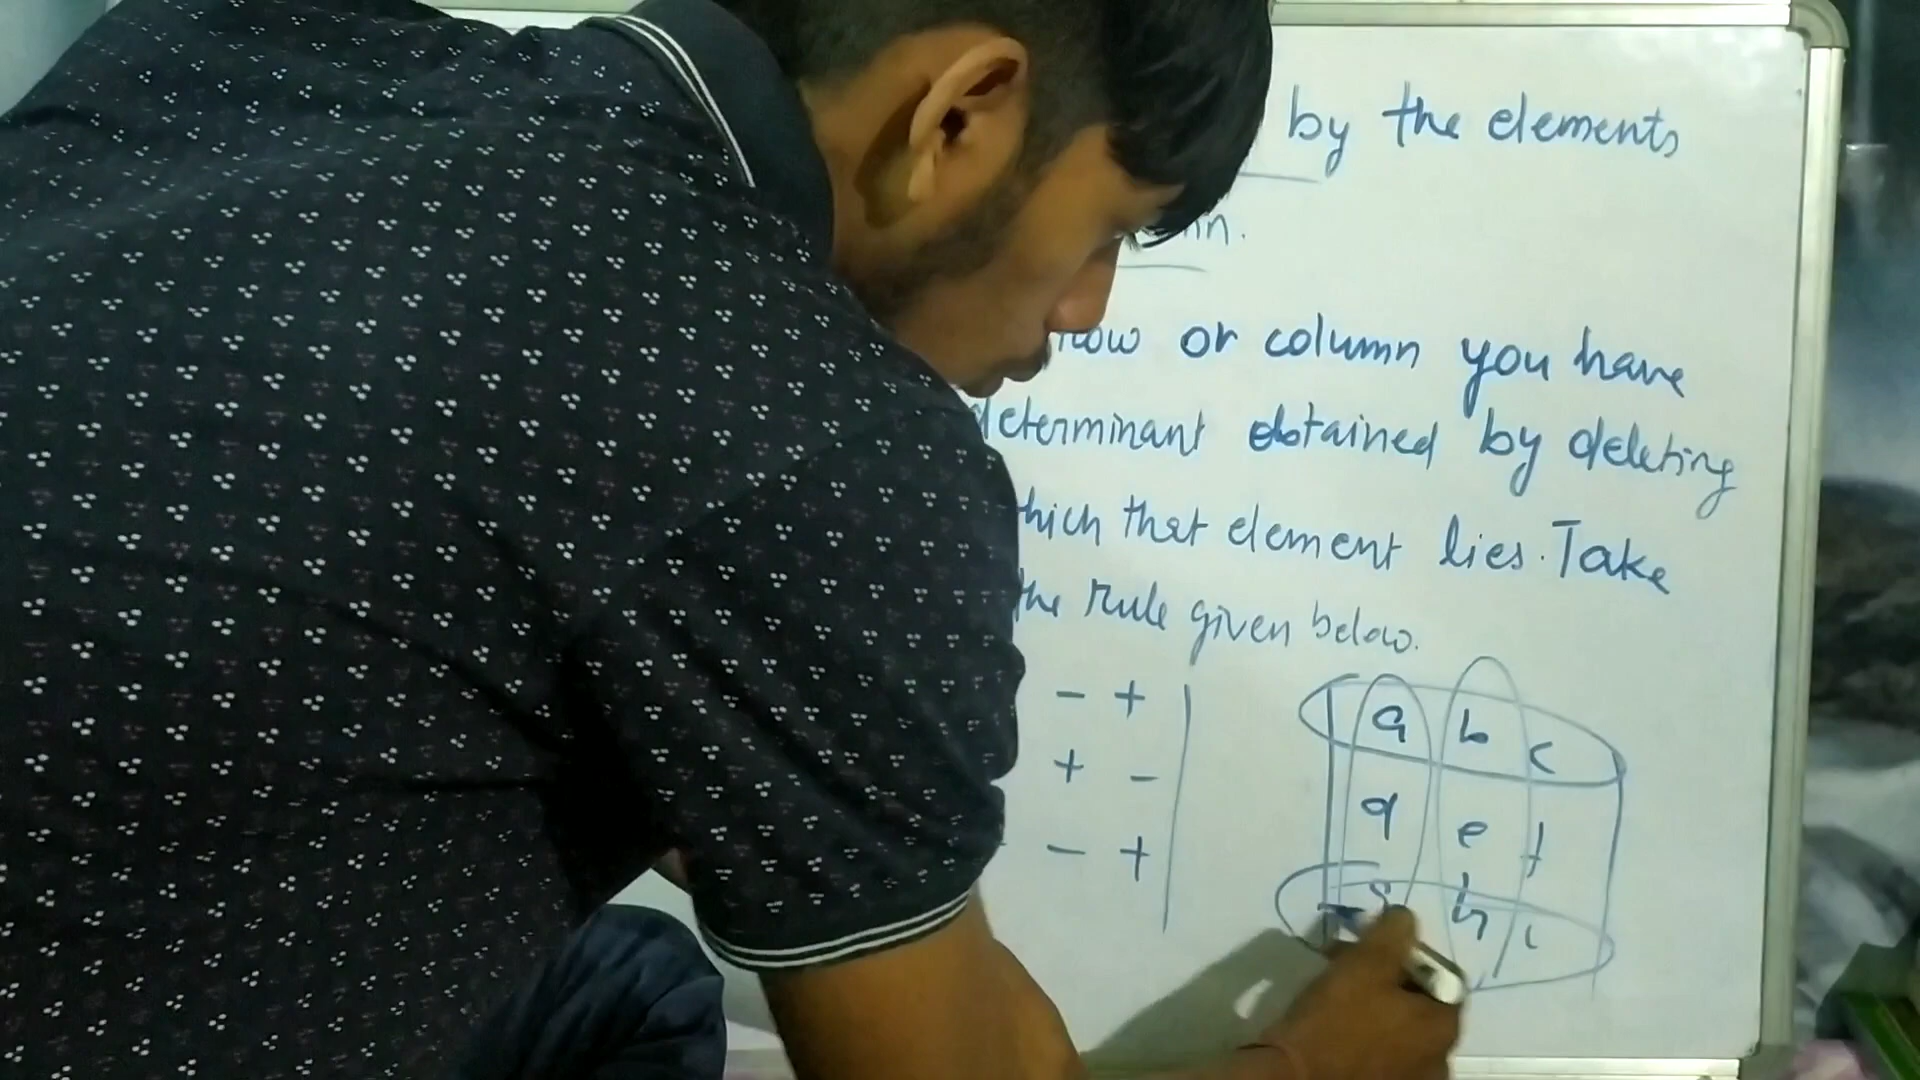 by the elements
row or column you have
determinant obtained by deleting
which that element lies. Take
the rule given below.
- +
+ -
- +
a b c
d e f
g h i